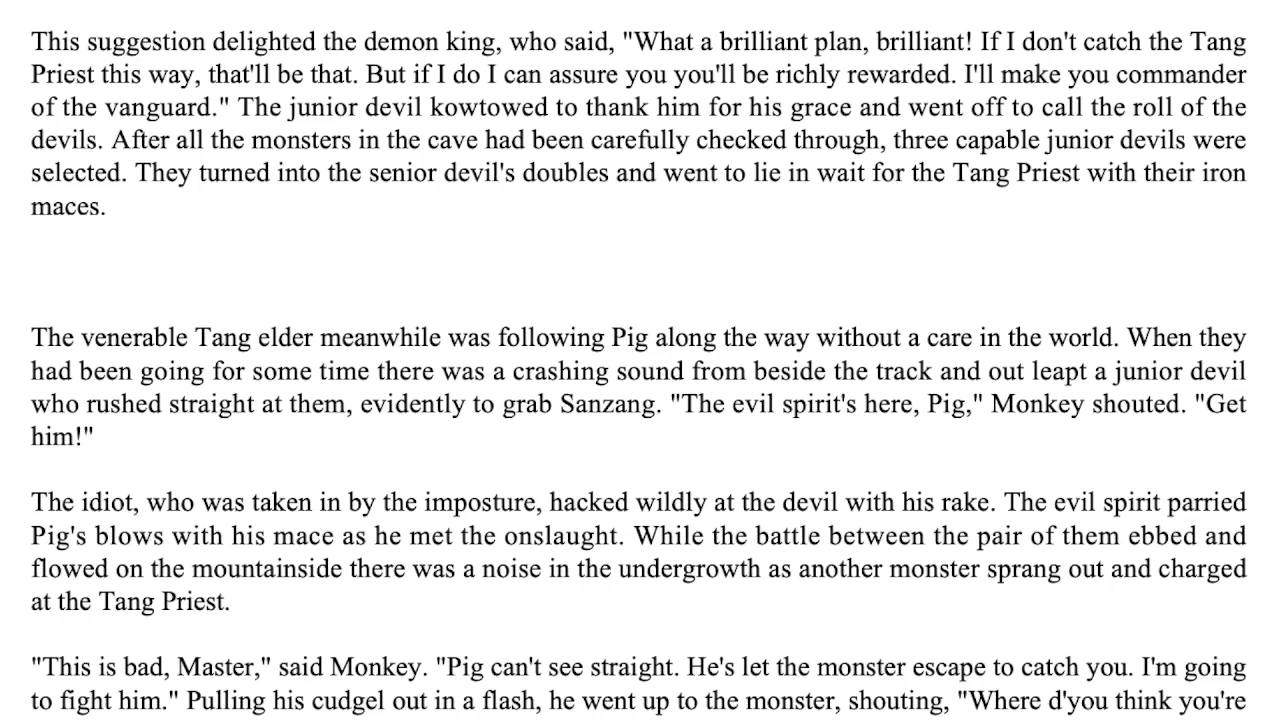 This suggestion delighted the demon king, who said, "What a brilliant plan, brilliant! If I don't catch the Tang
Priest this way, that'll be that. But if I do I can assure you you'll be richly rewarded. I'll make you commander
of the vanguard." The junior devil kowtowed to thank him for his grace and went off to call the roll of the
devils. After all the monsters in the cave had been carefully checked through, three capable junior devils were
selected. They turned into the senior devil's doubles and went to lie in wait for the Tang Priest with their iron
maces.
The venerable Tang elder meanwhile was following Pig along the way without a care in the world. When they
had been going for some time there was a crashing sound from beside the track and out leapt a junior devil
who rushed straight at them, evidently to grab Sanzang. "The evil spirit's here, Pig," Monkey shouted. "Get
him!"
The idiot, who was taken in by the imposture, hacked wildly at the devil with his rake. The evil spirit parried
Pig's blows with his mace as he met the onslaught. While the battle between the pair of them ebbed and
flowed on the mountainside there was a noise in the undergrowth as another monster sprang out and charged
at the Tang Priest.
"This is bad, Master," said Monkey. "Pig can't see straight. He's let the monster escape to catch you. I'm going
to fight him." Pulling his cudgel out in a flash, he went up to the monster, shouting, "Where d'you think you're